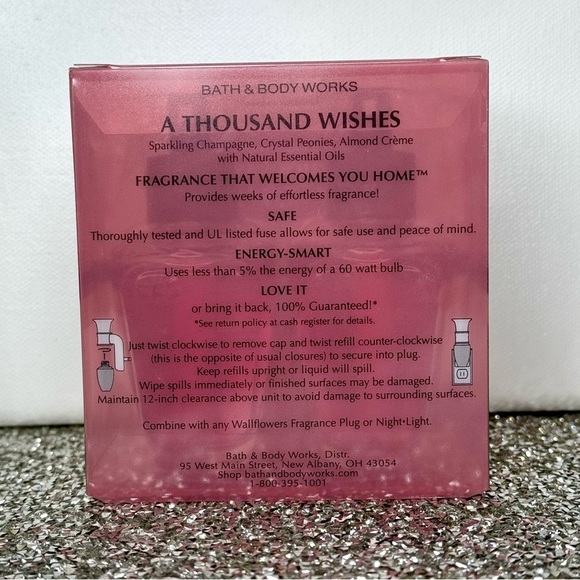 BATH & BODY WORKS
A THOUSAND WISHES
Sparkling Champagne, Crystal Peonies, Almond Crème
with Natural Essential Oils
FRAGRANCE THAT WELCOMES YOU HOME™
Provides weeks of effortless fragrance!
SAFE
Thoroughly tested and UL listed fuse allows for safe use and peace of mind.
ENERGY-SMART
Uses less than 5% the energy of a 60 watt bulb
LOVE IT
or bring it back, 100% Guaranteed!*
*See return policy at cash register for details.
Just twist clockwise to remove cap and twist refill counter-clockwise
(this is the opposite of usual closures) to secure into plug.
Keep refills upright or liquid will spill.
Wipe spills immediately or finished surfaces may be damaged.
Maintain 12-inch clearance above unit to avoid damage to surrounding surfaces.
Combine with any Wallflowers Fragrance Plug or Night•Light.
Bath & Body Works, Distr.
95 West Main Street, New Albany, OH 43054
Shop bathandbodyworks.com
1-800-395-1001